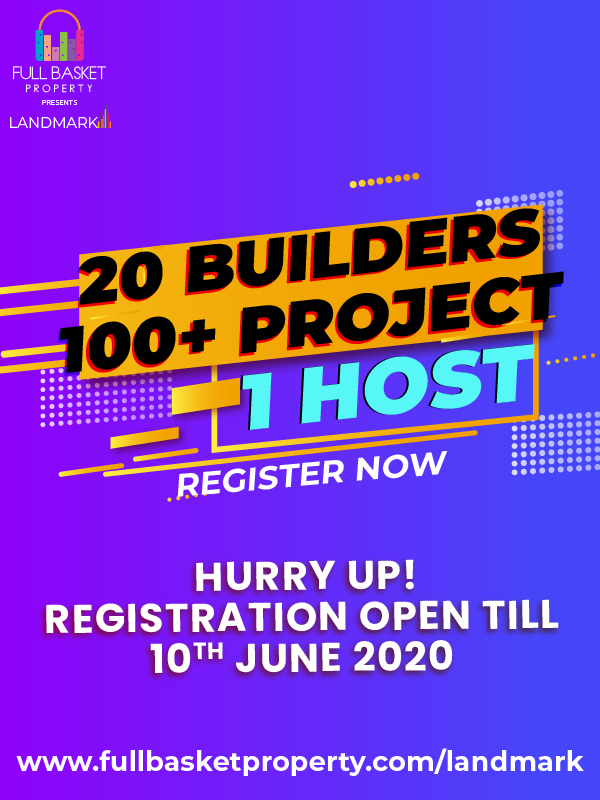 FULL BASKET
PROPERTY
PRESENTS
LANDMARK
20 BUILDERS
100+ PROJECT
1 HOST
REGISTER NOW
HURRY UP!
REGISTRATION OPEN TILL
10TH JUNE 2020
www.fullbasketproperty.com/landmark